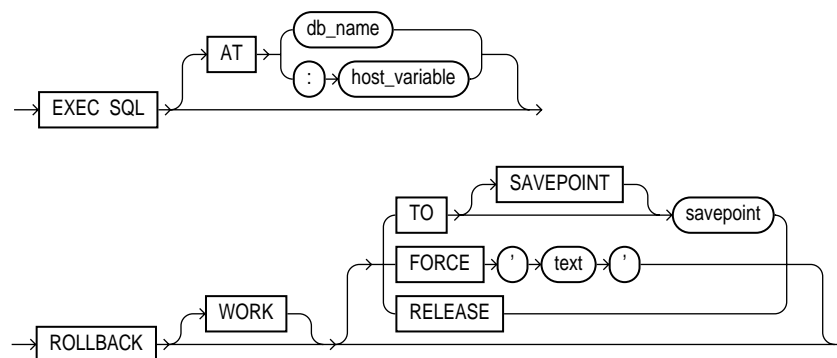 AT db_name
: host_variable
EXEC SQL
TO SAVEPOINT savepoint
FORCE ' text '
RELEASE
ROLLBACK WORK